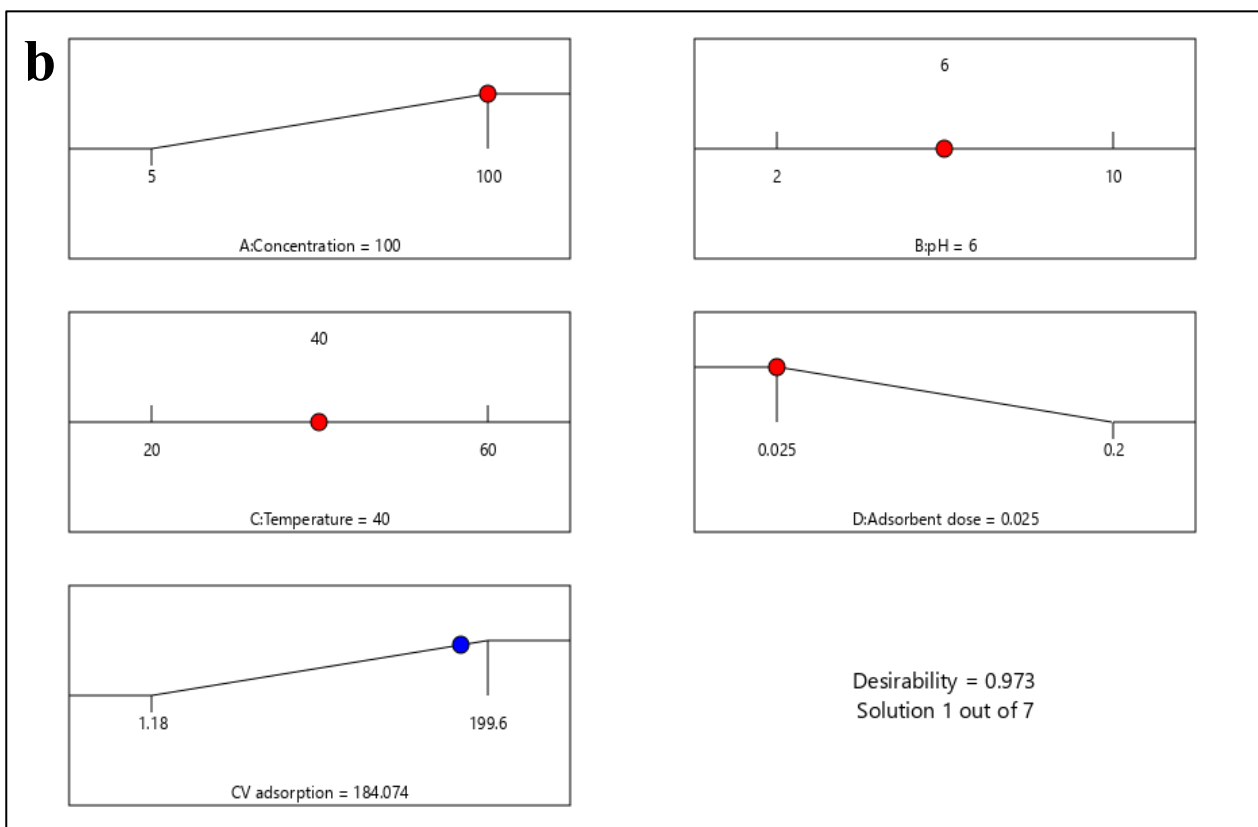 b
5
100
A:Concentration = 100
6
2
10
B:pH = 6
40
20
60
C:Temperature = 40
0.025
0.2
D:Adsorbent dose = 0.025
1.18
199.6
CV adsorption = 184.074
Desirability = 0.973
Solution 1 out of 7